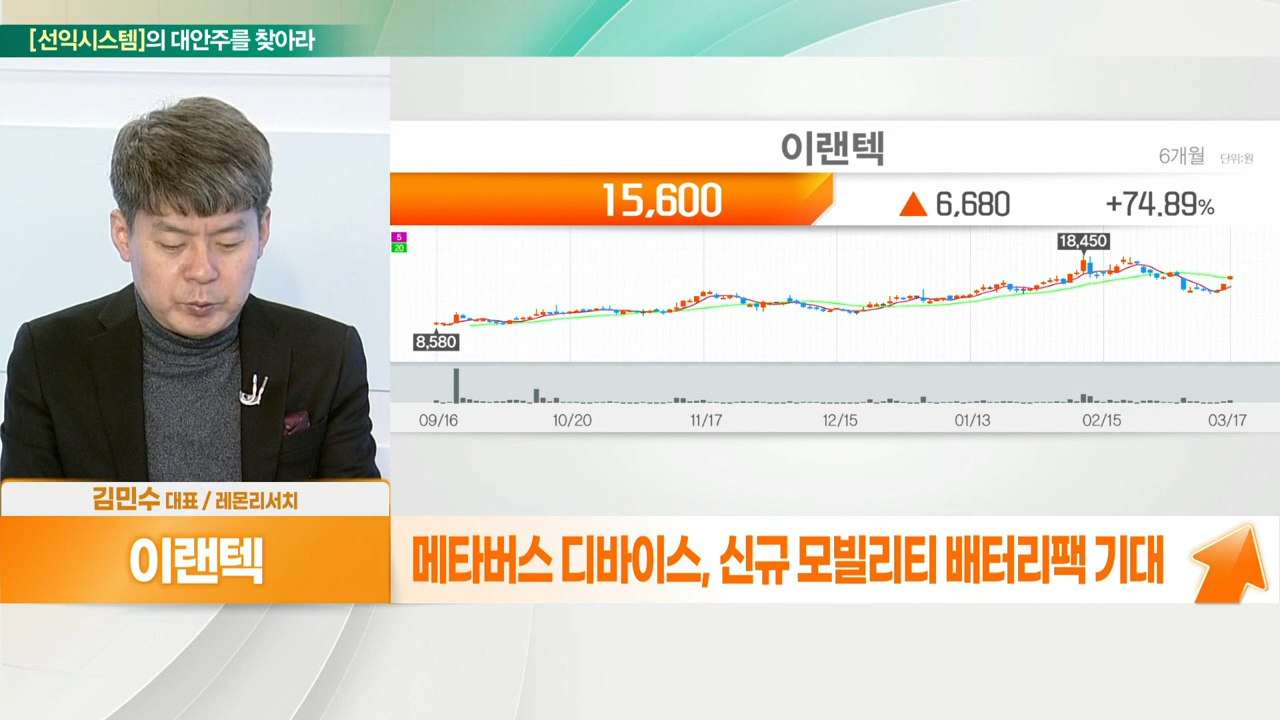 [선익시스템]의 대안주를 찾아라
이랜텍
6개월 단위:원
15,600 ▲ 6,680 +74.89%
5
20
18,450
8,580
09/16 10/20 11/17 12/15 01/13 02/15 03/17
김민수 대표 / 레몬리서치
이랜텍
메타버스 디바이스, 신규 모빌리티 배터리팩 기대